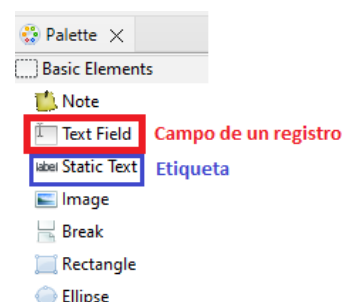 Palette
Basic Elements
Note
Text Field Campo de un registro
label Static Text Etiqueta
Image
Break
Rectangle
Ellipse